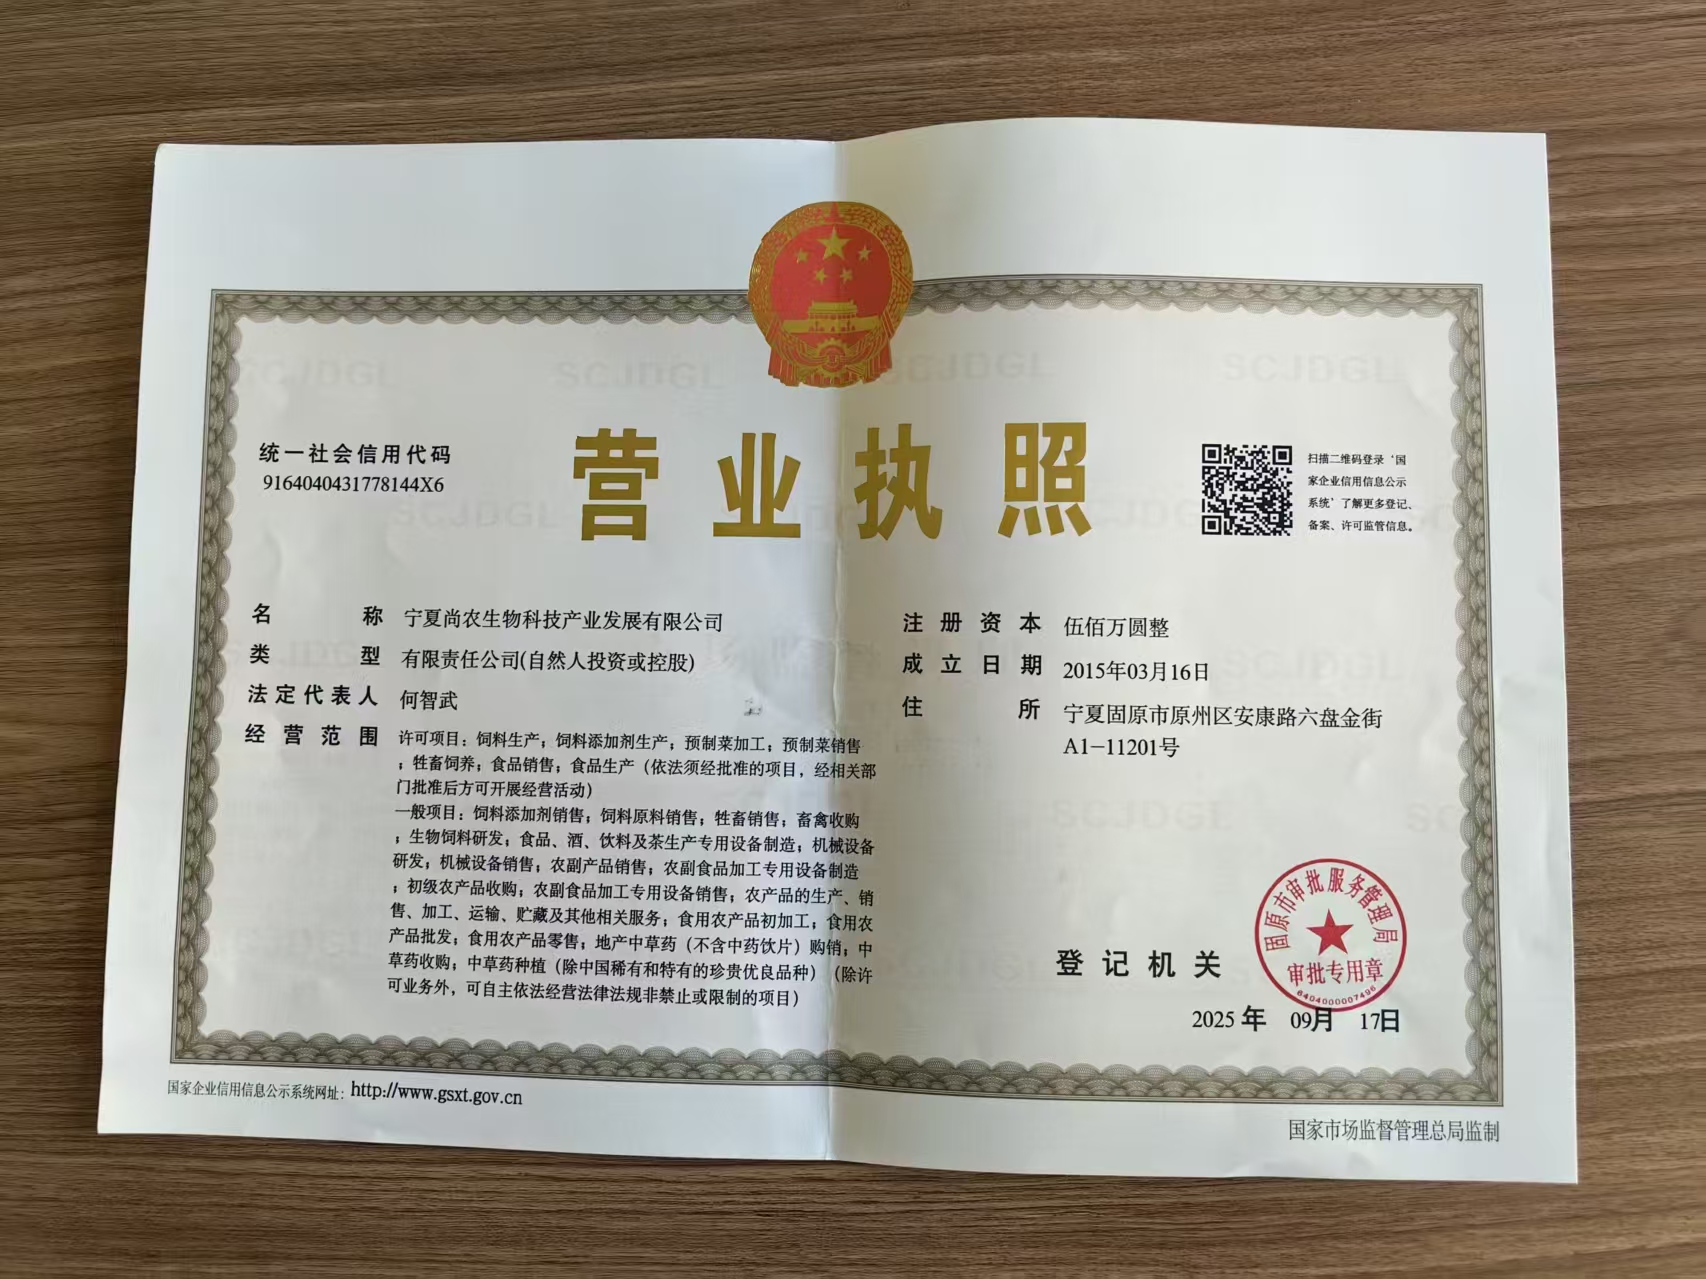 营业执照
统一社会信用代码
9164040431778144X6
扫描二维码登录‘国
家企业信用信息公示
系统’了解更多登记、
备案、许可监管信息。
名称 宁夏尚农生物科技产业发展有限公司
类型 有限责任公司(自然人投资或控股)
法定代表人 何智武
经营范围 许可项目：饲料生产；饲料添加剂生产；预制菜加工；预制菜销售
；牲畜饲养；食品销售；食品生产（依法须经批准的项目，经相关部
门批准后方可开展经营活动）
一般项目：饲料添加剂销售；饲料原料销售；牲畜销售；畜禽收购
；生物饲料研发；食品、酒、饮料及茶生产专用设备制造；机械设备
研发；机械设备销售；农副产品销售；农副食品加工专用设备制造
；初级农产品收购；农副食品加工专用设备销售；农产品的生产、销
售、加工、运输、贮藏及其他相关服务；食用农产品初加工；食用农
产品批发；食用农产品零售；地产中草药（不含中药饮片）购销；中
草药收购；中草药种植（除中国稀有和特有的珍贵优良品种）（除许
可业务外，可自主依法经营法律法规非禁止或限制的项目）
注册资本 伍佰万圆整
成立日期 2015年03月16日
住所 宁夏固原市原州区安康路六盘金街
A1-11201号
登记机关
固原市审批服务管理局
审批专用章
6404000007496
2025年 09月 17日
国家企业信用信息公示系统网址：http://www.gsxt.gov.cn
国家市场监督管理总局监制
SCJDGL